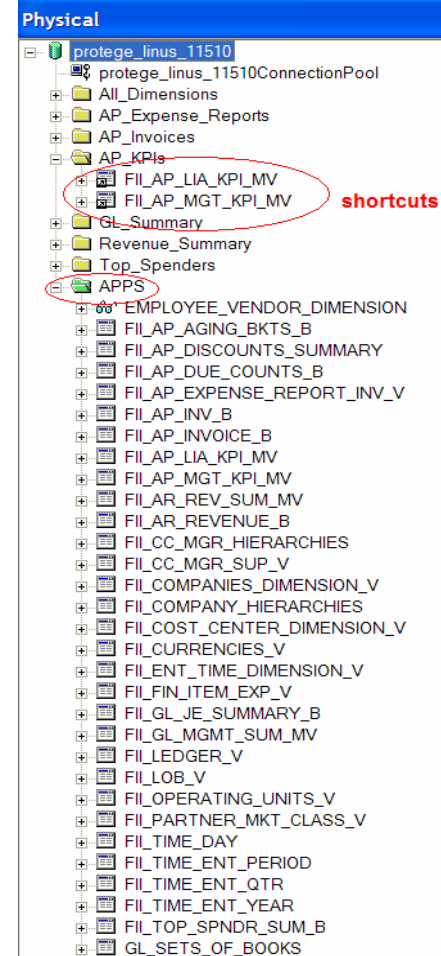 Physical
protege_linus_11510
protege_linus_11510ConnectionPool
All_Dimensions
AP_Expense_Reports
AP_Invoices
AP_KPIs
FII_AP_LIA_KPI_MV
FII_AP_MGT_KPI_MV shortcuts
GL_Summary
Revenue_Summary
Top_Spenders
APPS
EMPLOYEE_VENDOR_DIMENSION
FII_AP_AGING_BKTS_B
FII_AP_DISCOUNTS_SUMMARY
FII_AP_DUE_COUNTS_B
FII_AP_EXPENSE_REPORT_INV_V
FII_AP_INV_B
FII_AP_INVOICE_B
FII_AP_LIA_KPI_MV
FII_AP_MGT_KPI_MV
FII_AR_REV_SUM_MV
FII_AR_REVENUE_B
FII_CC_MGR_HIERARCHIES
FII_CC_MGR_SUP_V
FII_COMPANIES_DIMENSION_V
FII_COMPANY_HIERARCHIES
FII_COST_CENTER_DIMENSION_V
FII_CURRENCIES_V
FII_ENT_TIME_DIMENSION_V
FII_FIN_ITEM_EXP_V
FII_GL_JE_SUMMARY_B
FII_GL_MGMT_SUM_MV
FII_LEDGER_V
FII_LOB_V
FII_OPERATING_UNITS_V
FII_PARTNER_MKT_CLASS_V
FII_TIME_DAY
FII_TIME_ENT_PERIOD
FII_TIME_ENT_QTR
FII_TIME_ENT_YEAR
FII_TOP_SPNDR_SUM_B
GL_SETS_OF_BOOKS